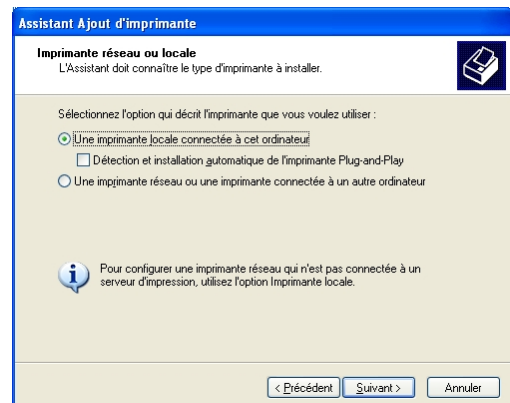 Assistant Ajout d'imprimante
Imprimante réseau ou locale
L'Assistant doit connaître le type d'imprimante à installer.
Sélectionnez l'option qui décrit l'imprimante que vous voulez utiliser :
Une imprimante locale connectée à cet ordinateur
Détection et installation automatique de l'imprimante Plug-and-Play
Une imprimante réseau ou une imprimante connectée à un autre ordinateur
Pour configurer une imprimante réseau qui n'est pas connectée à un
serveur d'impression, utilisez l'option Imprimante locale.
< Précédent Suivant > Annuler